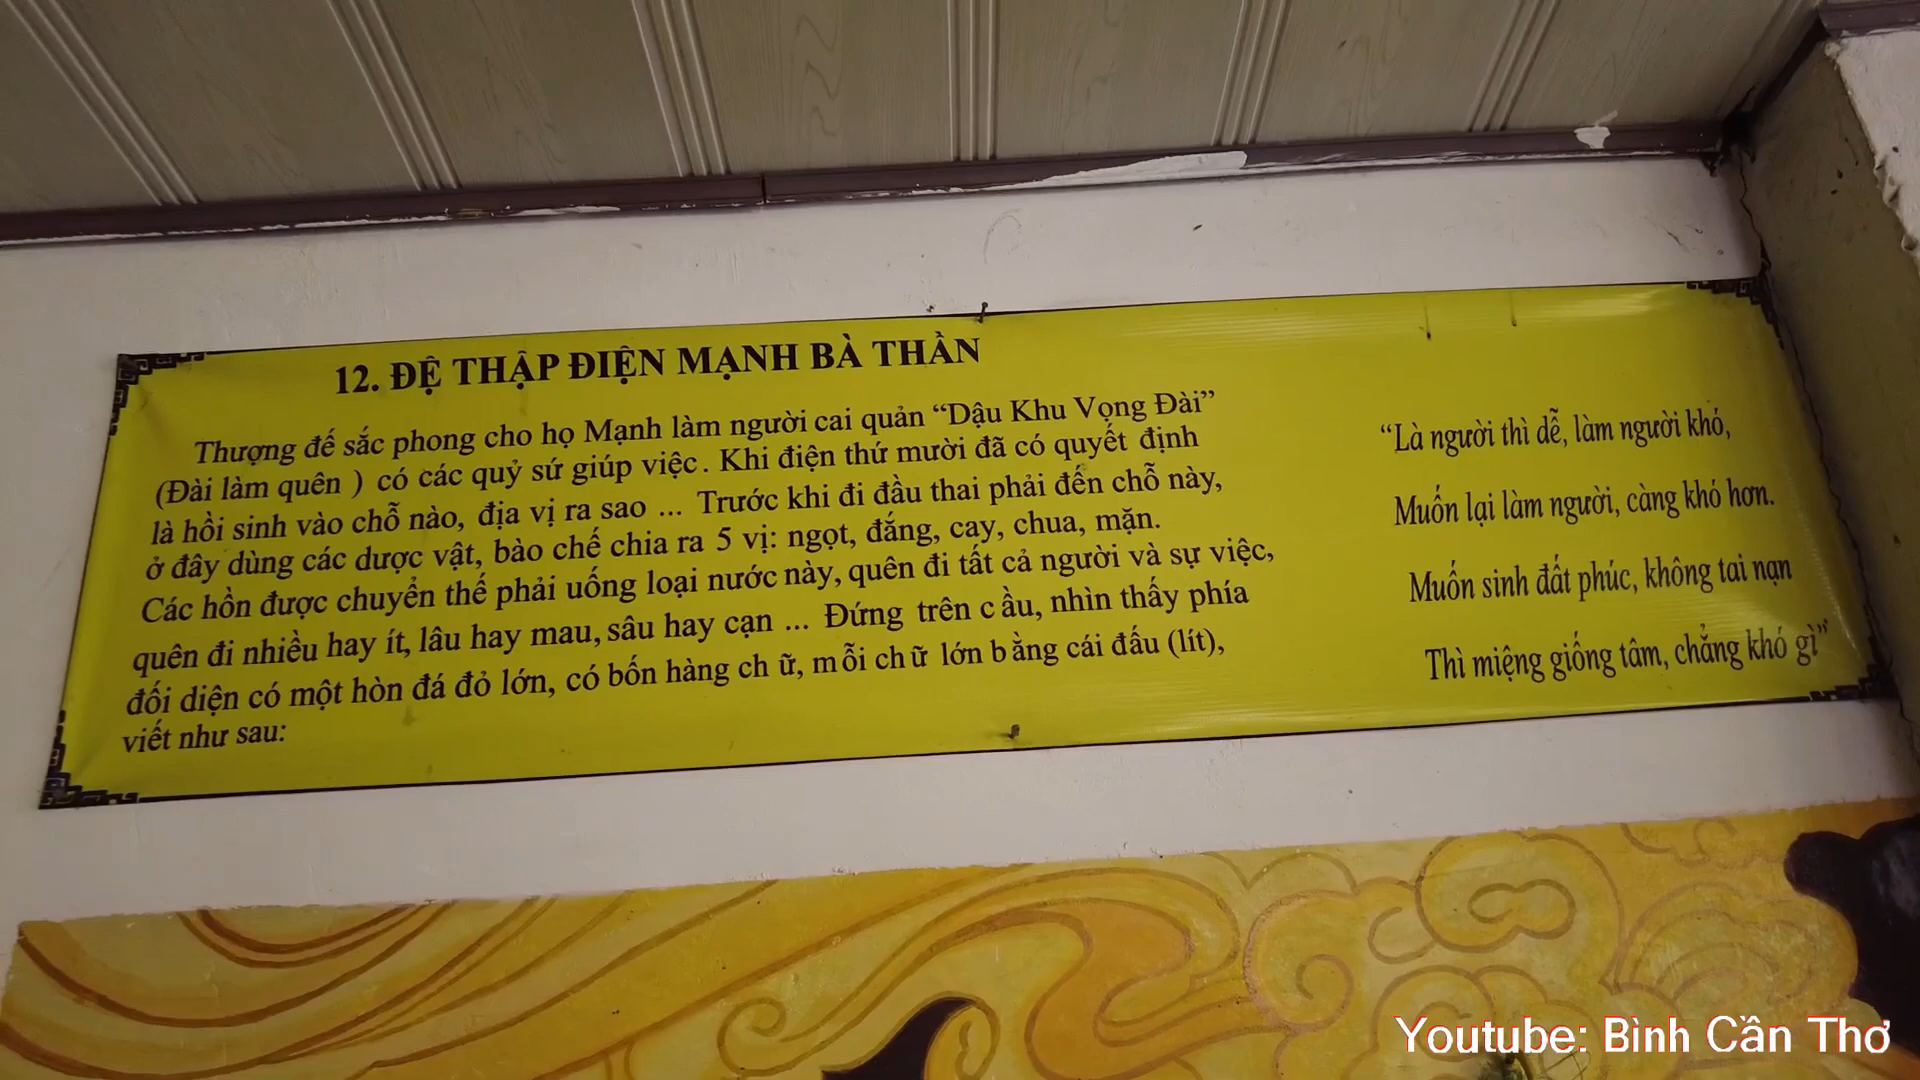 12. ĐỆ THẬP ĐIỆN MẠNH BÀ THẦN
Thượng đế sắc phong cho họ Mạnh làm người cai quản “Dậu Khu Vọng Đài”
(Đài làm quên ) có các quỷ sứ giúp việc. Khi điện thứ mười đã có quyết định
là hồi sinh vào chỗ nào, địa vị ra sao ... Trước khi đi đầu thai phải đến chỗ này,
ở đây dùng các dược vật, bào chế chia ra 5 vị: ngọt, đắng, cay, chua, mặn.
Các hồn được chuyển thế phải uống loại nước này, quên đi tất cả người và sự việc,
quên đi nhiều hay ít, lâu hay mau, sâu hay cạn ... Đứng trên cầu, nhìn thấy phía
đối diện có một hòn đá đỏ lớn, có bốn hàng chữ, mỗi chữ lớn bằng cái đấu (lít),
viết như sau:
“Là người thì dễ, làm người khó,
Muốn lại làm người, càng khó hơn.
Muốn sinh đất phúc, không tai nạn
Thì miệng giống tâm, chẳng khó gì”
Youtube: Bình Cần Thơ